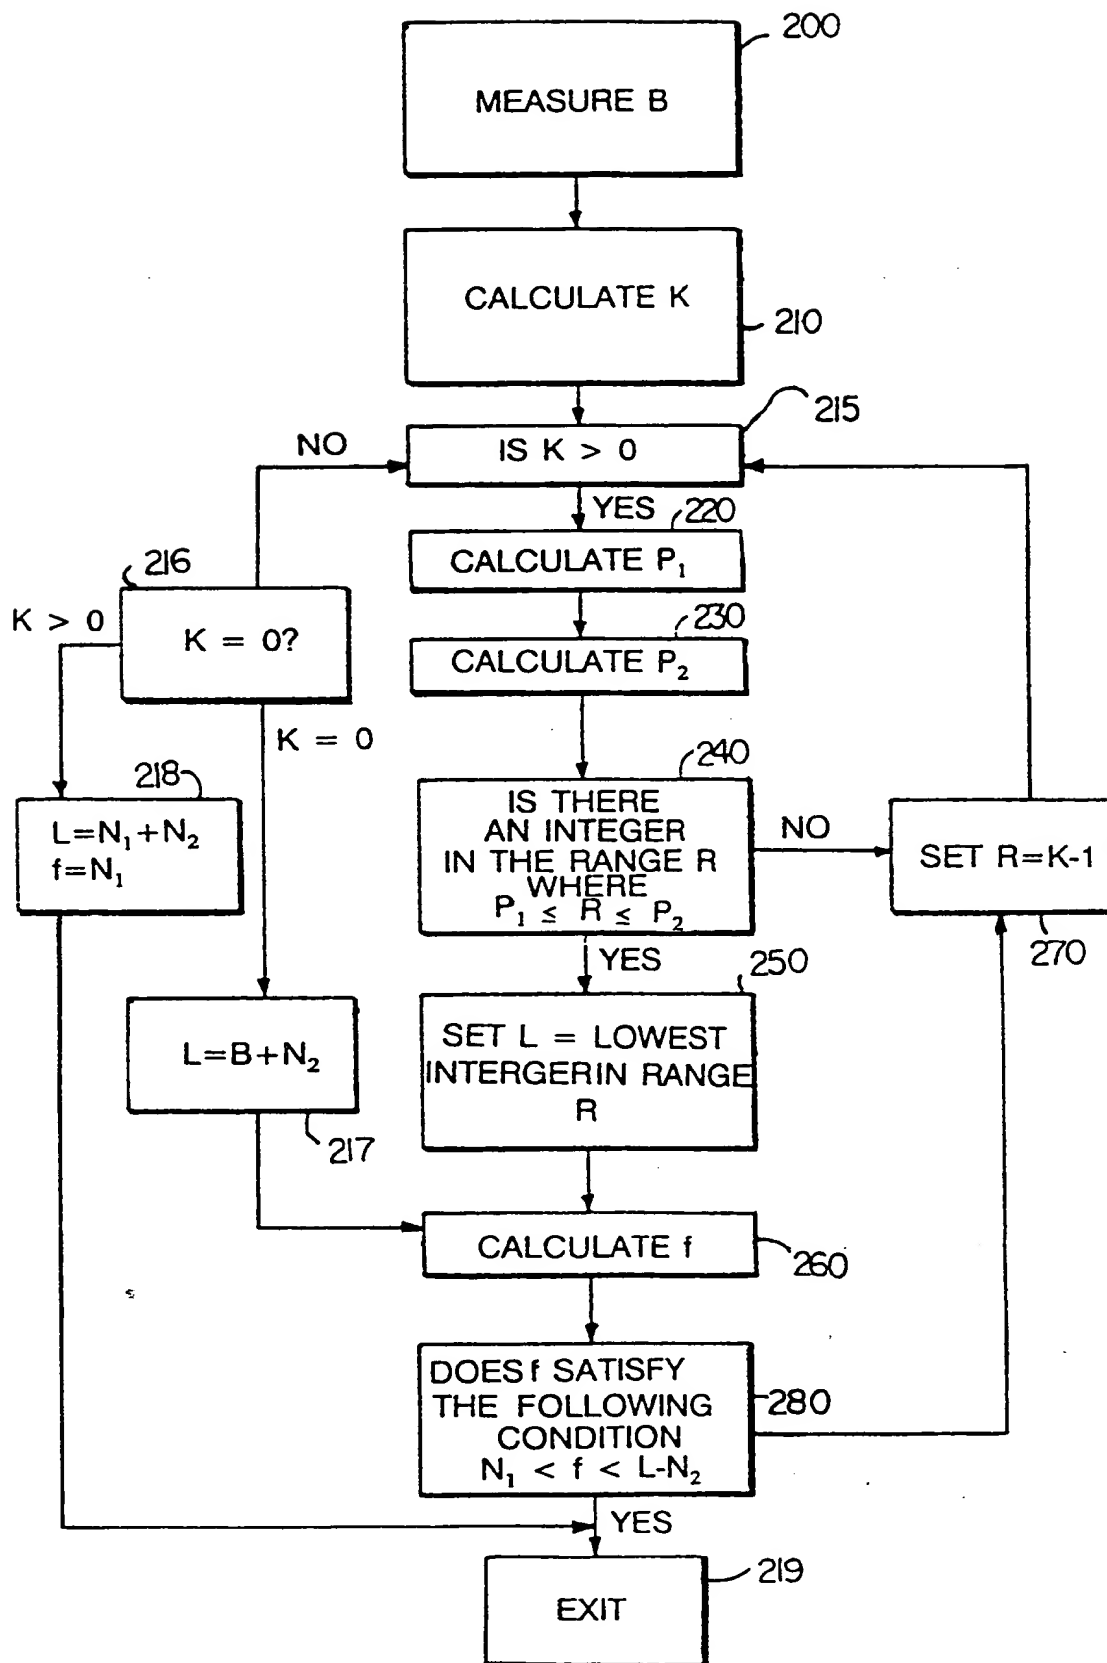 200
MEASURE B
CALCULATE K
210
215
NO
IS K > 0
YES
220
CALCULATE P₁
216
K > 0
K = 0?
230
CALCULATE P₂
K = 0
240
IS THERE
AN INTEGER
IN THE RANGE R
WHERE
P₁ ≤ R ≤ P₂
NO
SET R=K-1
270
218
L=N₁+N₂
f=N₁
YES
250
SET L = LOWEST
INTERGERIN RANGE
R
L=B+N₂
217
CALCULATE f
260
DOES f SATISFY
THE FOLLOWING
CONDITION
N₁ < f < L-N₂
280
YES
219
EXIT